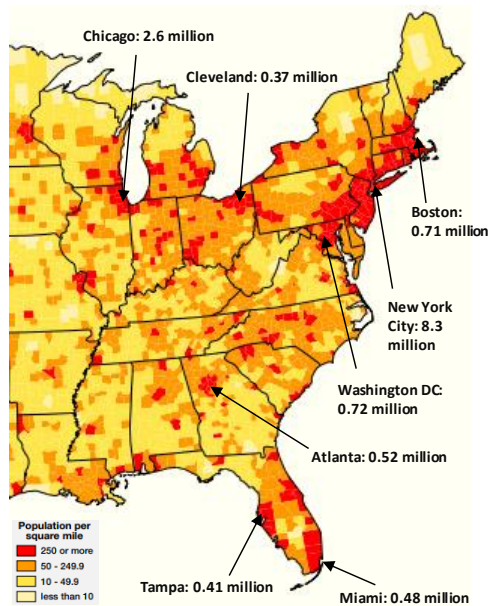 Chicago: 2.6 million
Cleveland: 0.37 million
Boston:
0.71 million
New York
City: 8.3
million
Washington DC:
0.72 million
Atlanta: 0.52 million
Population per
square mile
250 or more
50 - 249.9
10 - 49.9
less than 10
Tampa: 0.41 million
Miami: 0.48 million